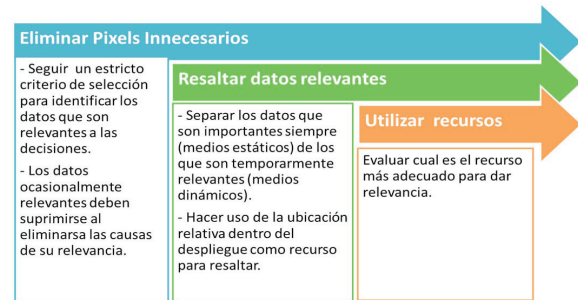 Eliminar Pixels Innecesarios
- Seguir un estricto
criterio de selección
para identificar los
datos que son
relevantes a las
decisiones.
- Los datos
ocasionalmente
relevantes deben
suprimirse al
eliminarsa las causas
de su relevancia.
Resaltar datos relevantes
- Separar los datos que
son importantes siempre
(medios estáticos) de los
que son temporarmente
relevantes (medios
dinámicos).
- Hacer uso de la ubicación
relativa dentro del
despliegue como recurso
para resaltar.
Utilizar recursos
Evaluar cual es el recurso
más adecuado para dar
relevancia.